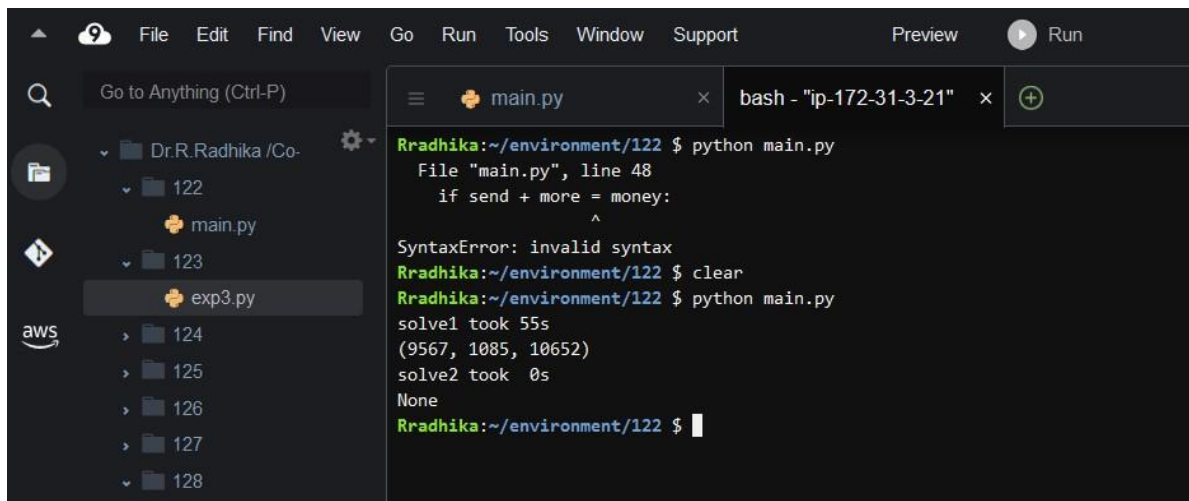 9 File Edit Find View Go Run Tools Window Support Preview Run
Go to Anything (Ctrl-P)
Dr.R.Radhika /Co-
122
main.py
123
exp3.py
124
125
126
127
128
aws
main.py × bash - "ip-172-31-3-21" ×
Rradhika:~/environment/122 $ python main.py
File "main.py", line 48
if send + more = money:
^
SyntaxError: invalid syntax
Rradhika:~/environment/122 $ clear
Rradhika:~/environment/122 $ python main.py
solve1 took 55s
(9567, 1085, 10652)
solve2 took  0s
None
Rradhika:~/environment/122 $